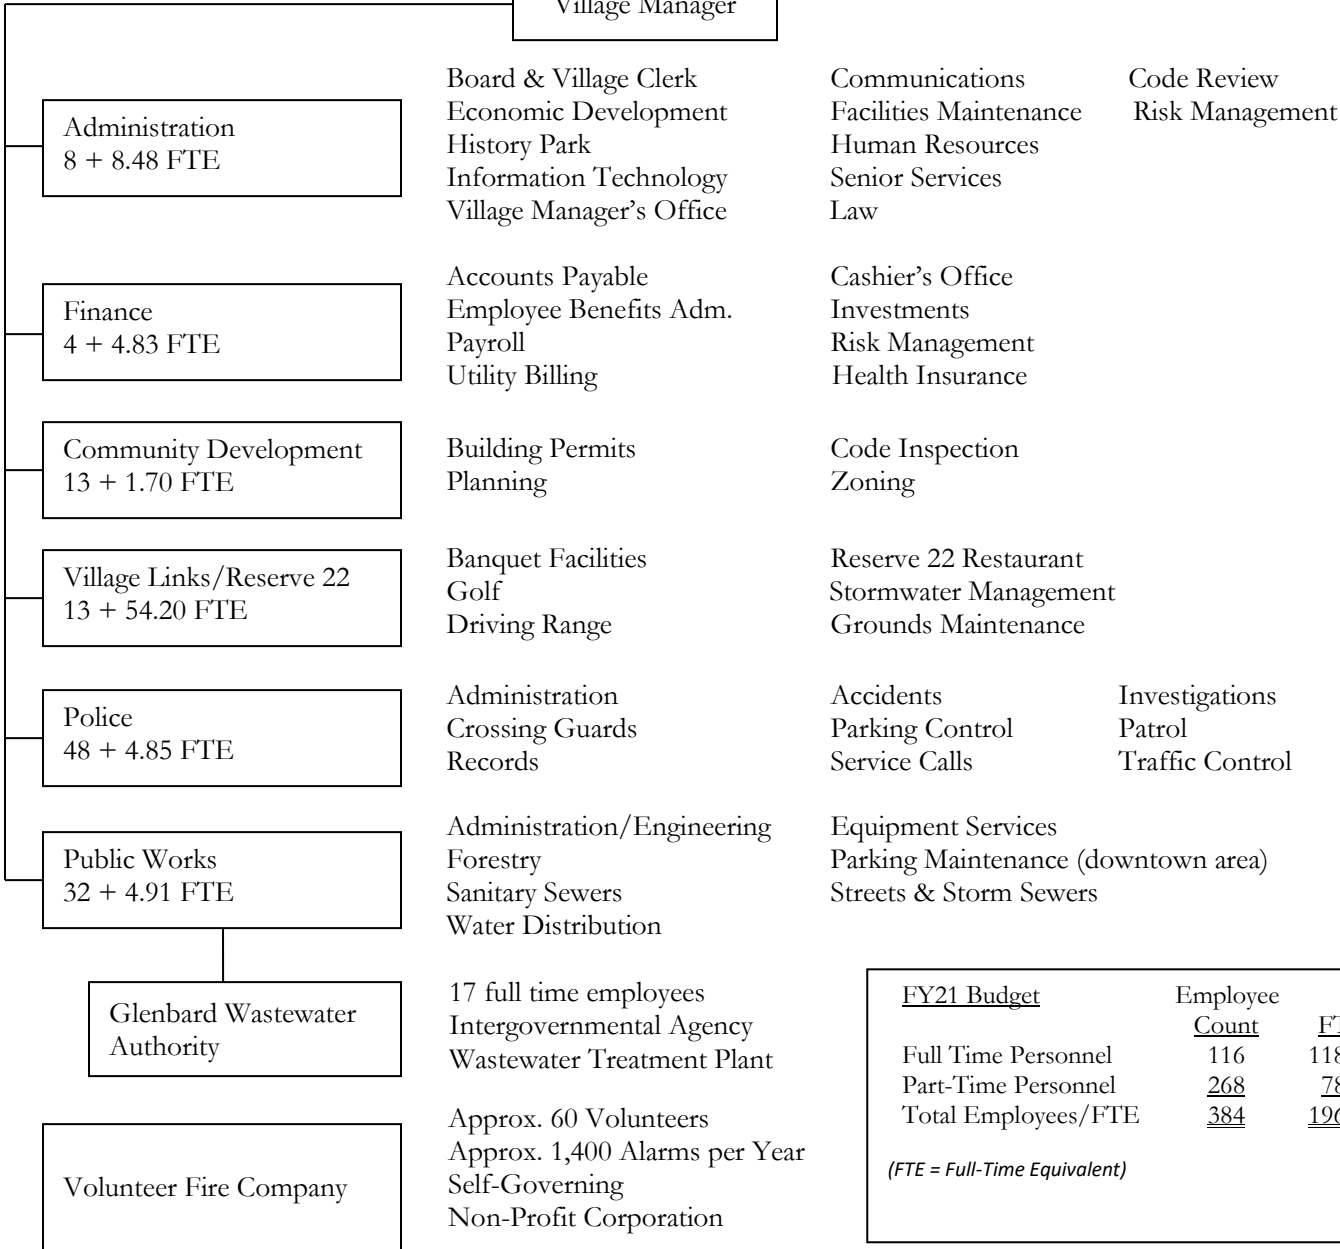 Village Manager
Administration
8 + 8.48 FTE
Board & Village Clerk Communications Code Review
Economic Development Facilities Maintenance Risk Management
History Park Human Resources
Information Technology Senior Services
Village Manager’s Office Law
Finance
4 + 4.83 FTE
Accounts Payable Cashier’s Office
Employee Benefits Adm. Investments
Payroll Risk Management
Utility Billing Health Insurance
Community Development
13 + 1.70 FTE
Building Permits Code Inspection
Planning Zoning
Village Links/Reserve 22
13 + 54.20 FTE
Banquet Facilities Reserve 22 Restaurant
Golf Stormwater Management
Driving Range Grounds Maintenance
Police
48 + 4.85 FTE
Administration Accidents Investigations
Crossing Guards Parking Control Patrol
Records Service Calls Traffic Control
Public Works
32 + 4.91 FTE
Administration/Engineering Equipment Services
Forestry Parking Maintenance (downtown area)
Sanitary Sewers Streets & Storm Sewers
Water Distribution
Glenbard Wastewater
Authority
17 full time employees
Intergovernmental Agency
Wastewater Treatment Plant
Volunteer Fire Company
Approx. 60 Volunteers
Approx. 1,400 Alarms per Year
Self-Governing
Non-Profit Corporation
FY21 Budget Employee
Count
Full Time Personnel 116 118
Part-Time Personnel 268 78
Total Employees/FTE 384 196
(FTE = Full-Time Equivalent)